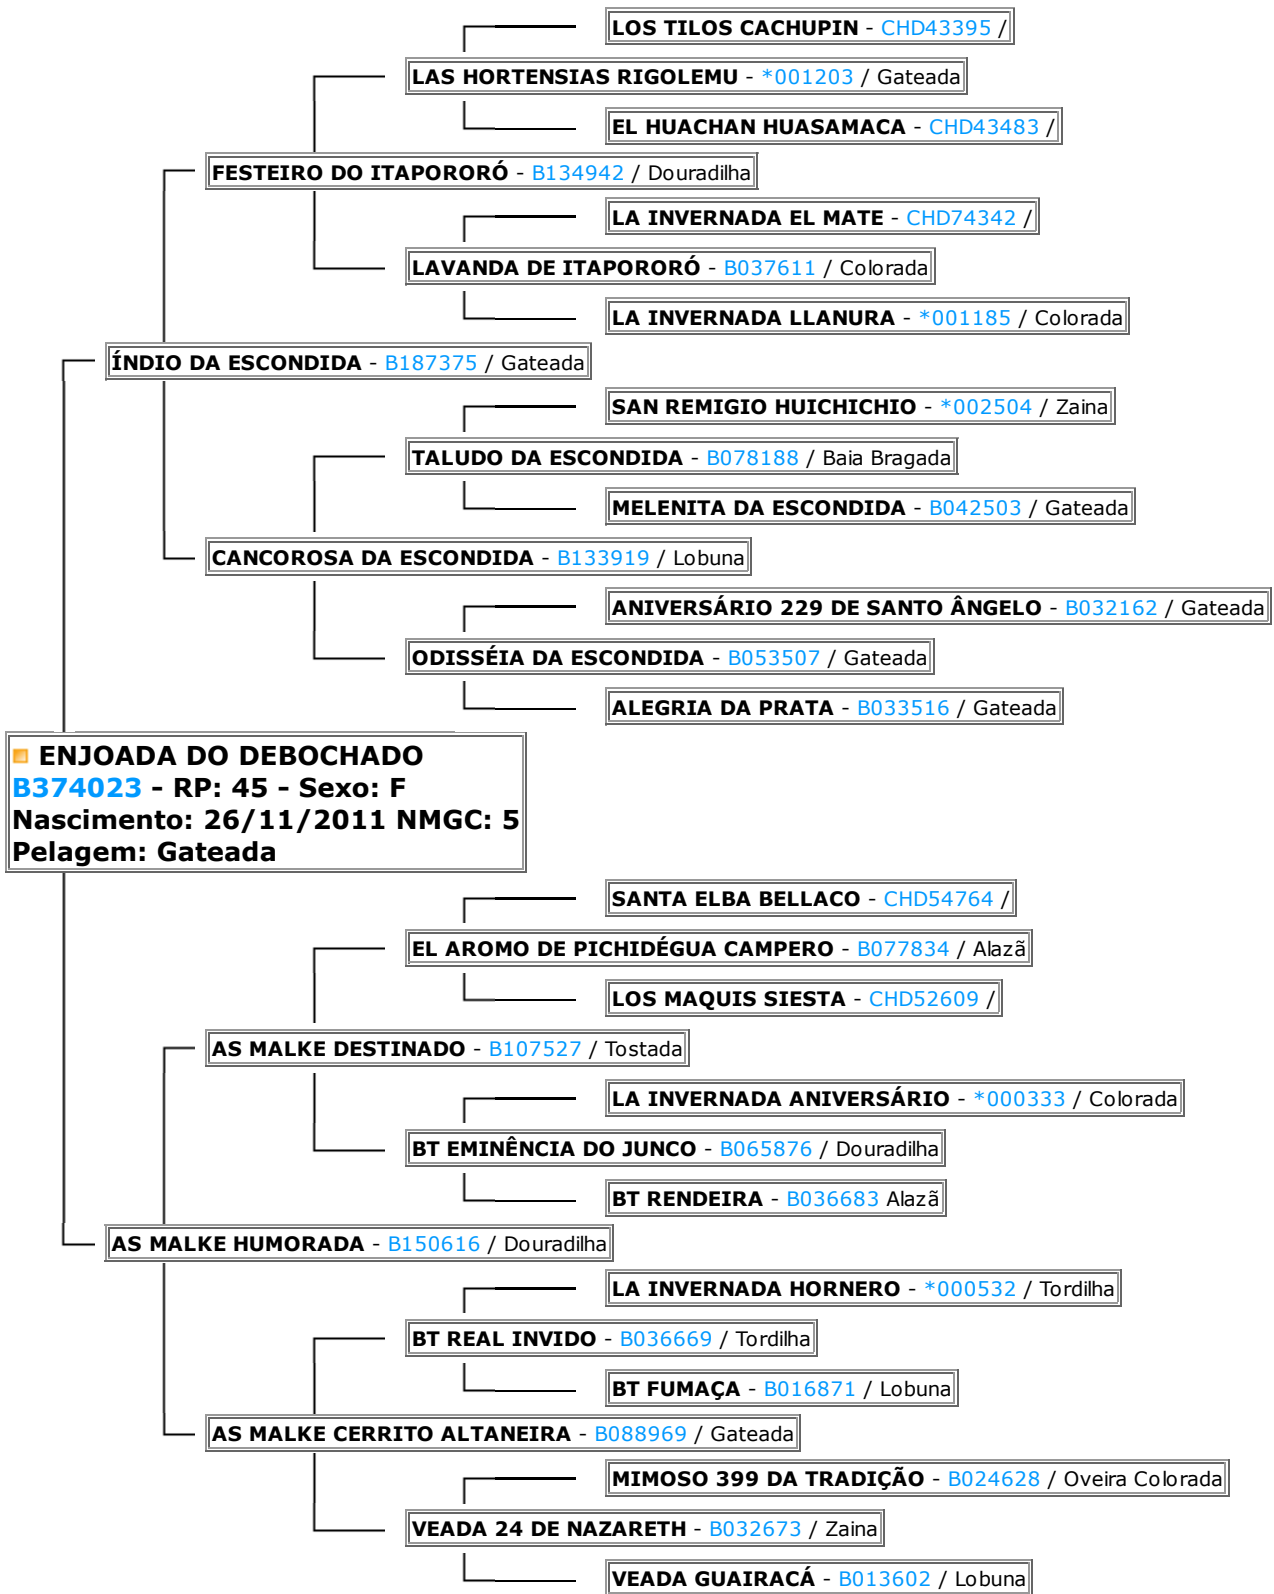 LOS TILOS CACHUPIN - CHD43395 /
LAS HORTENSIAS RIGOLEMU - *001203 / Gateada
EL HUACHAN HUASAMACA - CHD43483 /
FESTEIRO DO ITAPORORÓ - B134942 / Douradilha
LA INVERNADA EL MATE - CHD74342 /
LAVANDA DE ITAPORORÓ - B037611 / Colorada
LA INVERNADA LLANURA - *001185 / Colorada
ÍNDIO DA ESCONDIDA - B187375 / Gateada
SAN REMIGIO HUICHICHIO - *002504 / Zaina
TALUDO DA ESCONDIDA - B078188 / Baia Bragada
MELENITA DA ESCONDIDA - B042503 / Gateada
CANCOROSA DA ESCONDIDA - B133919 / Lobuna
ANIVERSÁRIO 229 DE SANTO ÂNGELO - B032162 / Gateada
ODISSÉIA DA ESCONDIDA - B053507 / Gateada
ALEGRIA DA PRATA - B033516 / Gateada
ENJOADA DO DEBOCHADO
B374023 - RP: 45 - Sexo: F
Nascimento: 26/11/2011 NMGC: 5
Pelagem: Gateada
SANTA ELBA BELLACO - CHD54764 /
EL AROMO DE PICHIDÉGUA CAMPERO - B077834 / Alazã
LOS MAQUIS SIESTA - CHD52609 /
AS MALKE DESTINADO - B107527 / Tostada
LA INVERNADA ANIVERSÁRIO - *000333 / Colorada
BT EMINÊNCIA DO JUNCO - B065876 / Douradilha
BT RENDEIRA - B036683 Alazã
AS MALKE HUMORADA - B150616 / Douradilha
LA INVERNADA HORNERO - *000532 / Tordilha
BT REAL INVIDO - B036669 / Tordilha
BT FUMAÇA - B016871 / Lobuna
AS MALKE CERRITO ALTANEIRA - B088969 / Gateada
MIMOSO 399 DA TRADIÇÃO - B024628 / Oveira Colorada
VEADA 24 DE NAZARETH - B032673 / Zaina
VEADA GUAIRACÁ - B013602 / Lobuna